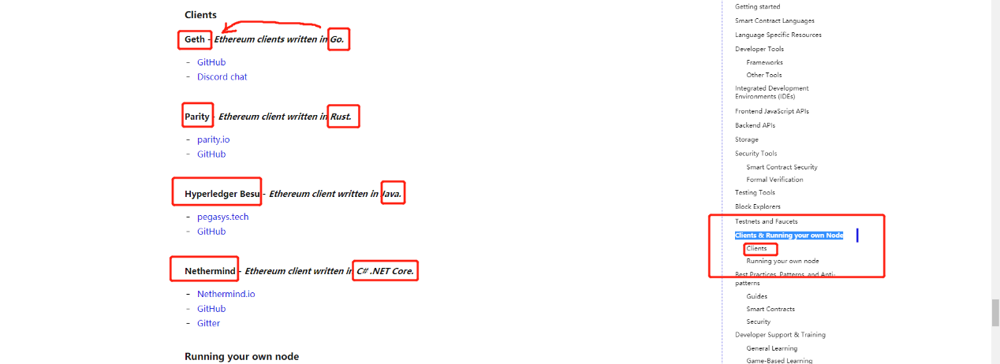 Clients
Geth - Ethereum clients written in Go.
- GitHub
- Discord chat
Parity - Ethereum client written in Rust.
- parity.io
- GitHub
Hyperledger Besu - Ethereum client written in Java.
- pegasys.tech
- GitHub
Nethermind - Ethereum client written in C# .NET Core.
- Nethermind.io
- GitHub
- Gitter
Running your own node
Getting started
Smart Contract Languages
Language Specific Resources
Developer Tools
Frameworks
Other Tools
Integrated Development
Environments (IDEs)
Frontend JavaScript APIs
Backend APIs
Storage
Security Tools
Smart Contract Security
Formal Verification
Testing Tools
Block Explorers
Testnets and Faucets
Clients & Running your own Node
Clients
Running your own node
Best Practices, Patterns, and Anti-
patterns
Guides
Smart Contracts
Security
Developer Support & Training
General Learning
Game-Based Learning